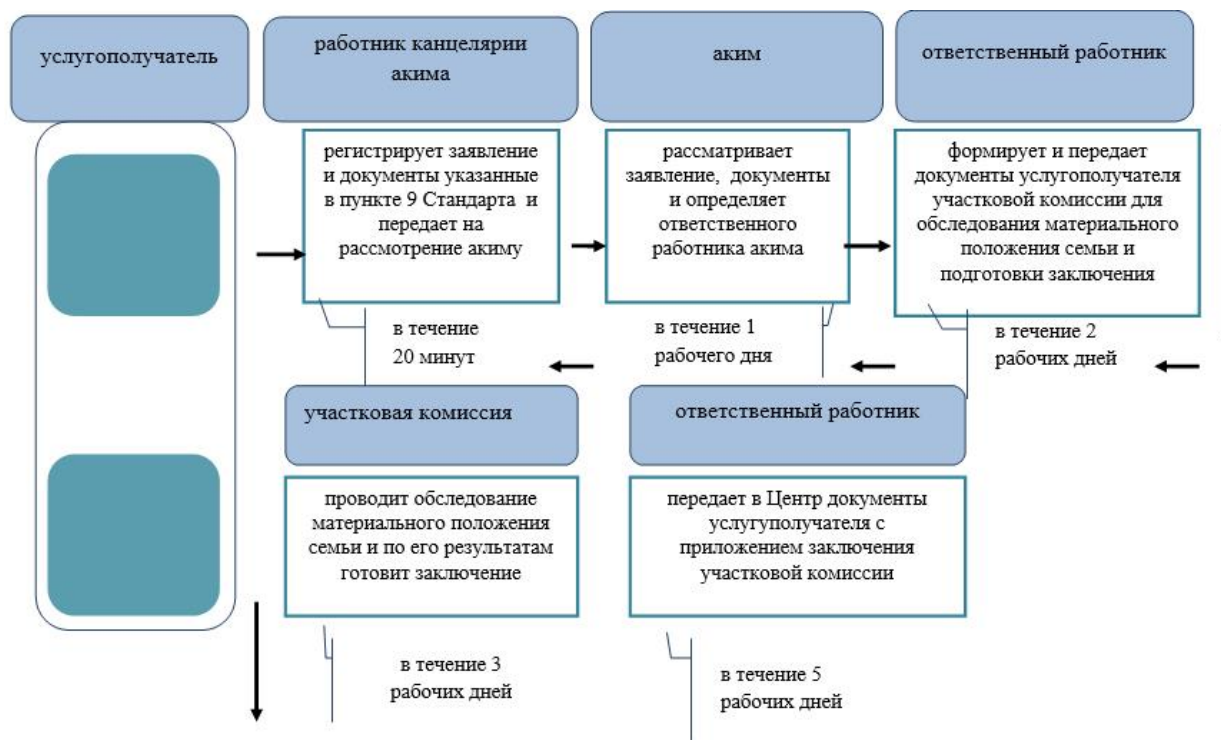 услугополучатель
работник канцелярии
акима
аким
ответственный работник
регистрирует заявление
и документы указанные
в пункте 9 Стандарта и
передает на
рассмотрение акиму
рассматривает
заявление, документы
и определяет
ответственного
работника акима
формирует и передает
документы услугополучателя
участковой комиссии для
обследования материального
положения семьи и
подготовки заключения
в течение
20 минут
в течение 1
рабочего дня
в течение 2
рабочих дней
участковая комиссия
ответственный работник
проводит обследование
материального положения
семьи и по его результатам
готовит заключение
передает в Центр документы
услугуполучателя с
приложением заключения
участковой комиссии
в течение 3
рабочих дней
в течение 5
рабочих дней